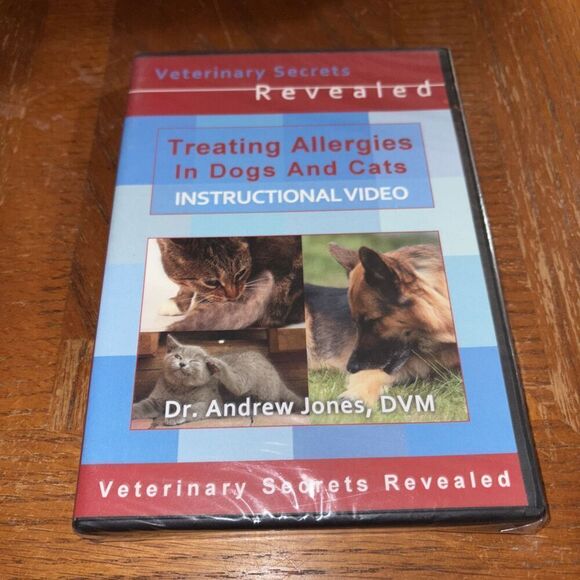 Veterinary Secrets
Revealed
Treating Allergies
In Dogs And Cats
INSTRUCTIONAL VIDEO
Dr. Andrew Jones, DVM
Veterinary Secrets Revealed